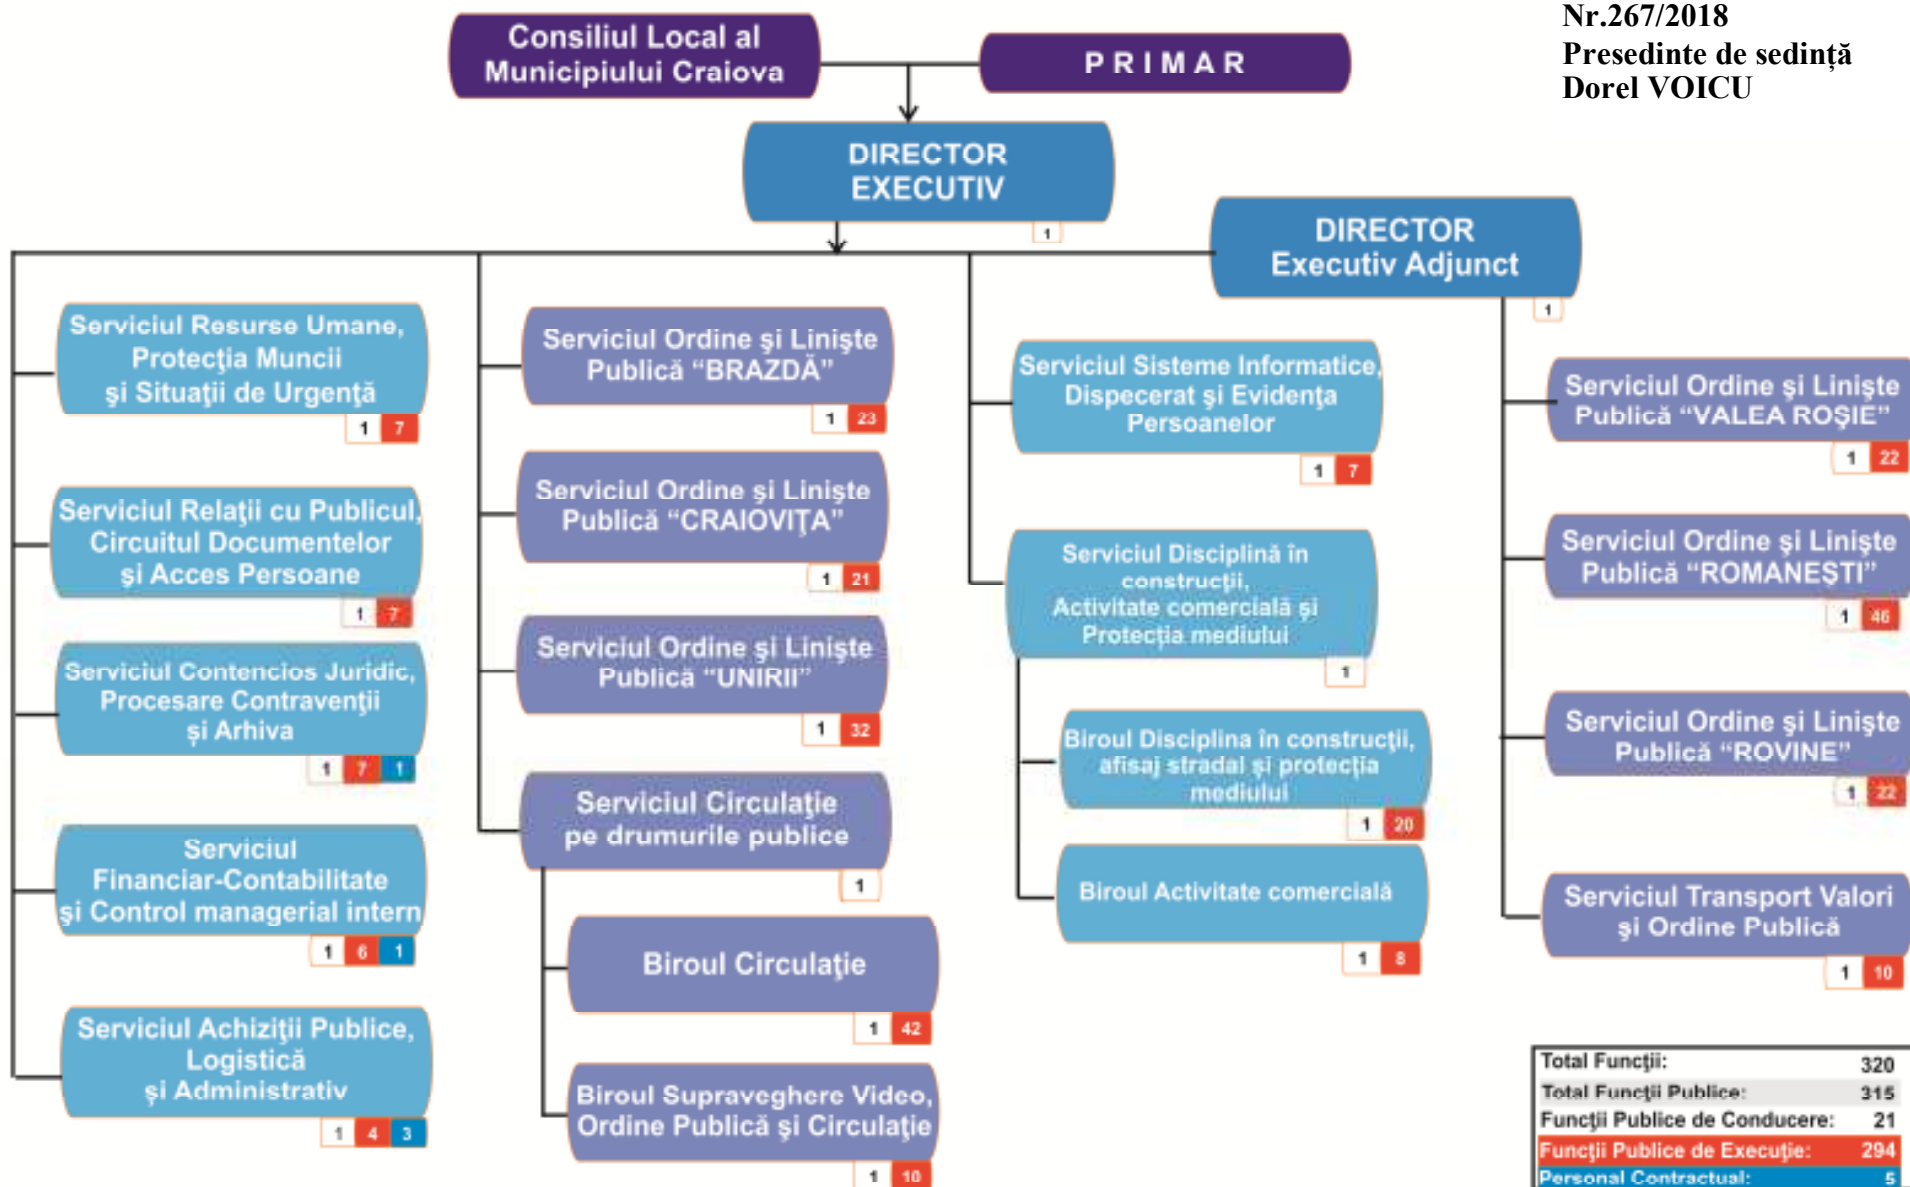 Nr.267/2018
Presedinte de sedință
Dorel VOICU
Consiliul Local al
Municipiului Craiova
PRIMAR
DIRECTOR
EXECUTIV
1
DIRECTOR
Executiv Adjunct
1
Serviciul Resurse Umane,
Protecţia Muncii
şi Situaţii de Urgenţă
1 7
Serviciul Relaţii cu Publicul,
Circuitul Documentelor
şi Acces Persoane
1 7
Serviciul Contencios Juridic,
Procesare Contravenţii
şi Arhiva
1 7 1
Serviciul
Financiar-Contabilitate
şi Control managerial intern
1 6 1
Serviciul Achiziţii Publice,
Logistică
şi Administrativ
1 4 3
Serviciul Ordine şi Linişte
Publică “BRAZDĂ”
1 23
Serviciul Ordine şi Linişte
Publică “CRAIOVIŢA”
1 21
Serviciul Ordine şi Linişte
Publică “UNIRII”
1 32
Serviciul Circulaţie
pe drumurile publice
1
Biroul Circulaţie
1 42
Biroul Supraveghere Video,
Ordine Publică şi Circulaţie
1 10
Serviciul Sisteme Informatice,
Dispecerat şi Evidenţa
Persoanelor
1 7
Serviciul Disciplină în
construcţii,
Activitate comercială şi
Protecţia mediului
1
Biroul Disciplina în construcţii,
afisaj stradal şi protecţia
mediului
1 20
Biroul Activitate comercială
1 8
Serviciul Ordine şi Linişte
Publică “VALEA ROŞIE”
1 22
Serviciul Ordine şi Linişte
Publică “ROMANEŞTI”
1 46
Serviciul Ordine şi Linişte
Publică “ROVINE”
1 22
Serviciul Transport Valori
şi Ordine Publică
1 10
Total Funcţii: 320
Total Funcţii Publice: 315
Funcţii Publice de Conducere: 21
Funcţii Publice de Execuţie: 294
Personal Contractual: 5